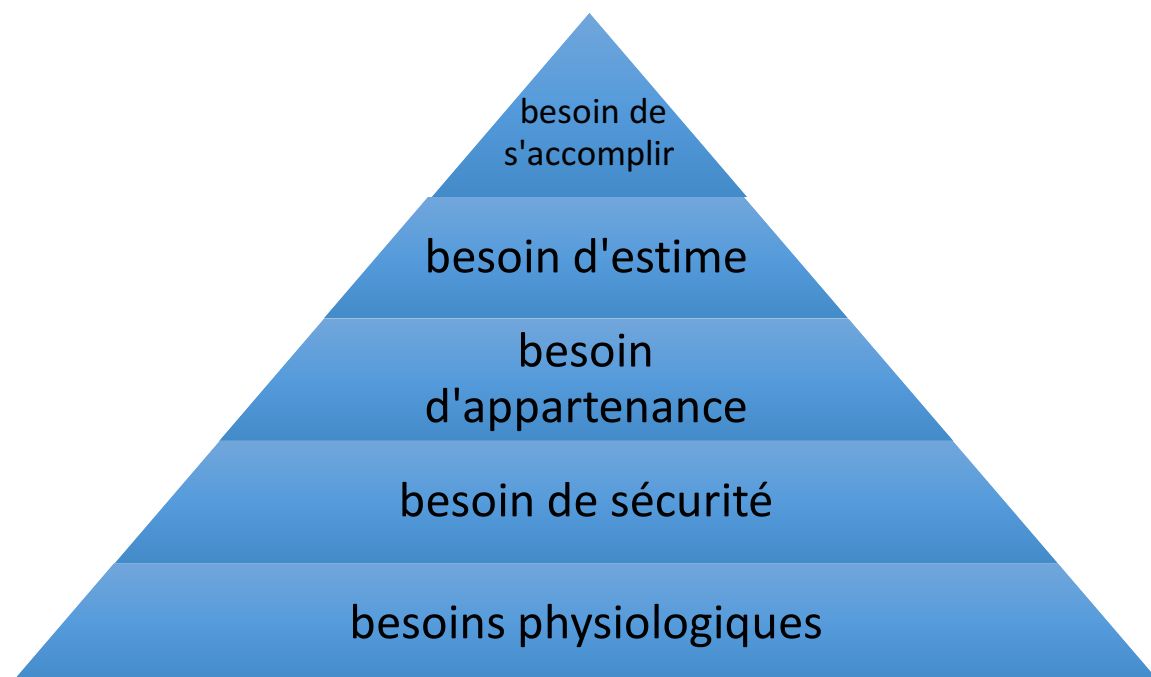 besoin de
s'accomplir
besoin d'estime
besoin
d'appartenance
besoin de sécurité
besoins physiologiques